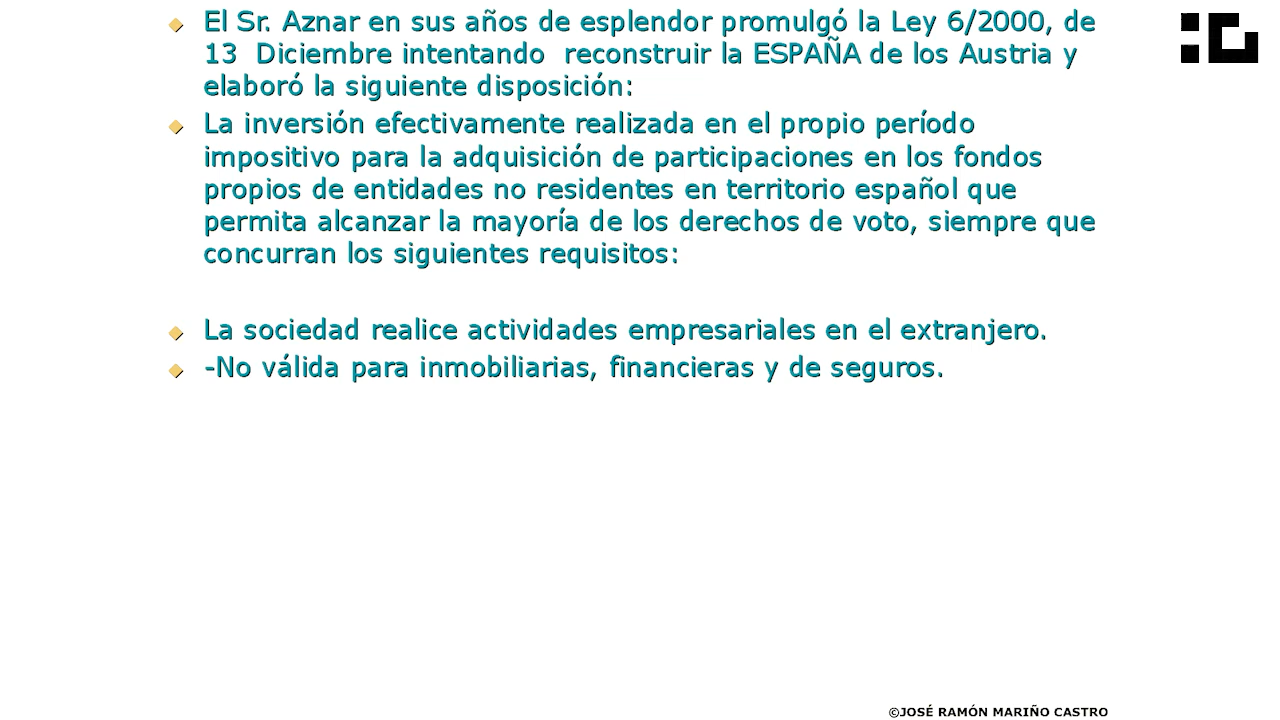 El Sr. Aznar en sus años de esplendor promulgó la Ley 6/2000, de
13  Diciembre intentando  reconstruir la ESPAÑA de los Austria y
elaboró la siguiente disposición:
La inversión efectivamente realizada en el propio período
impositivo para la adquisición de participaciones en los fondos
propios de entidades no residentes en territorio español que
permita alcanzar la mayoría de los derechos de voto, siempre que
concurran los siguientes requisitos:
La sociedad realice actividades empresariales en el extranjero.
-No válida para inmobiliarias, financieras y de seguros.
©JOSÉ RAMÓN MARIÑO CASTRO